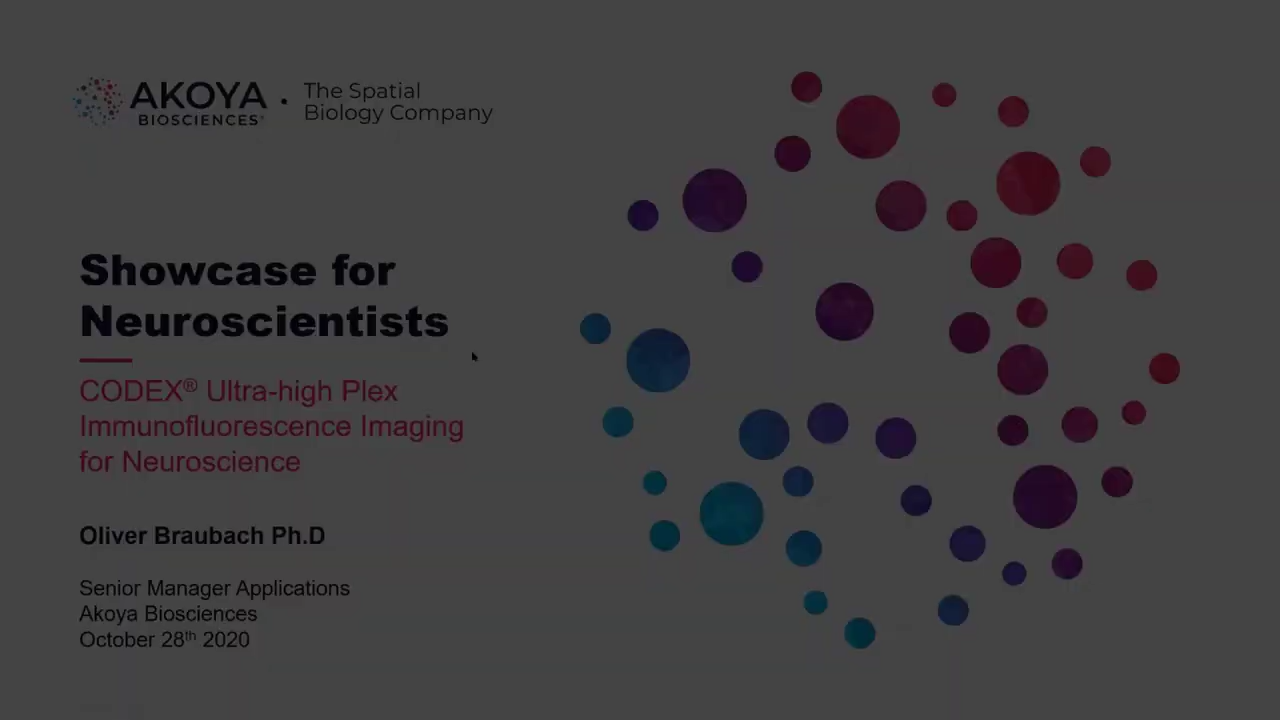 AKOYA
BIOSCIENCES®
The Spatial
Biology Company
Showcase for
Neuroscientists
CODEX® Ultra-high Plex
Immunofluorescence Imaging
for Neuroscience
Oliver Braubach Ph.D
Senior Manager Applications
Akoya Biosciences
October 28th 2020